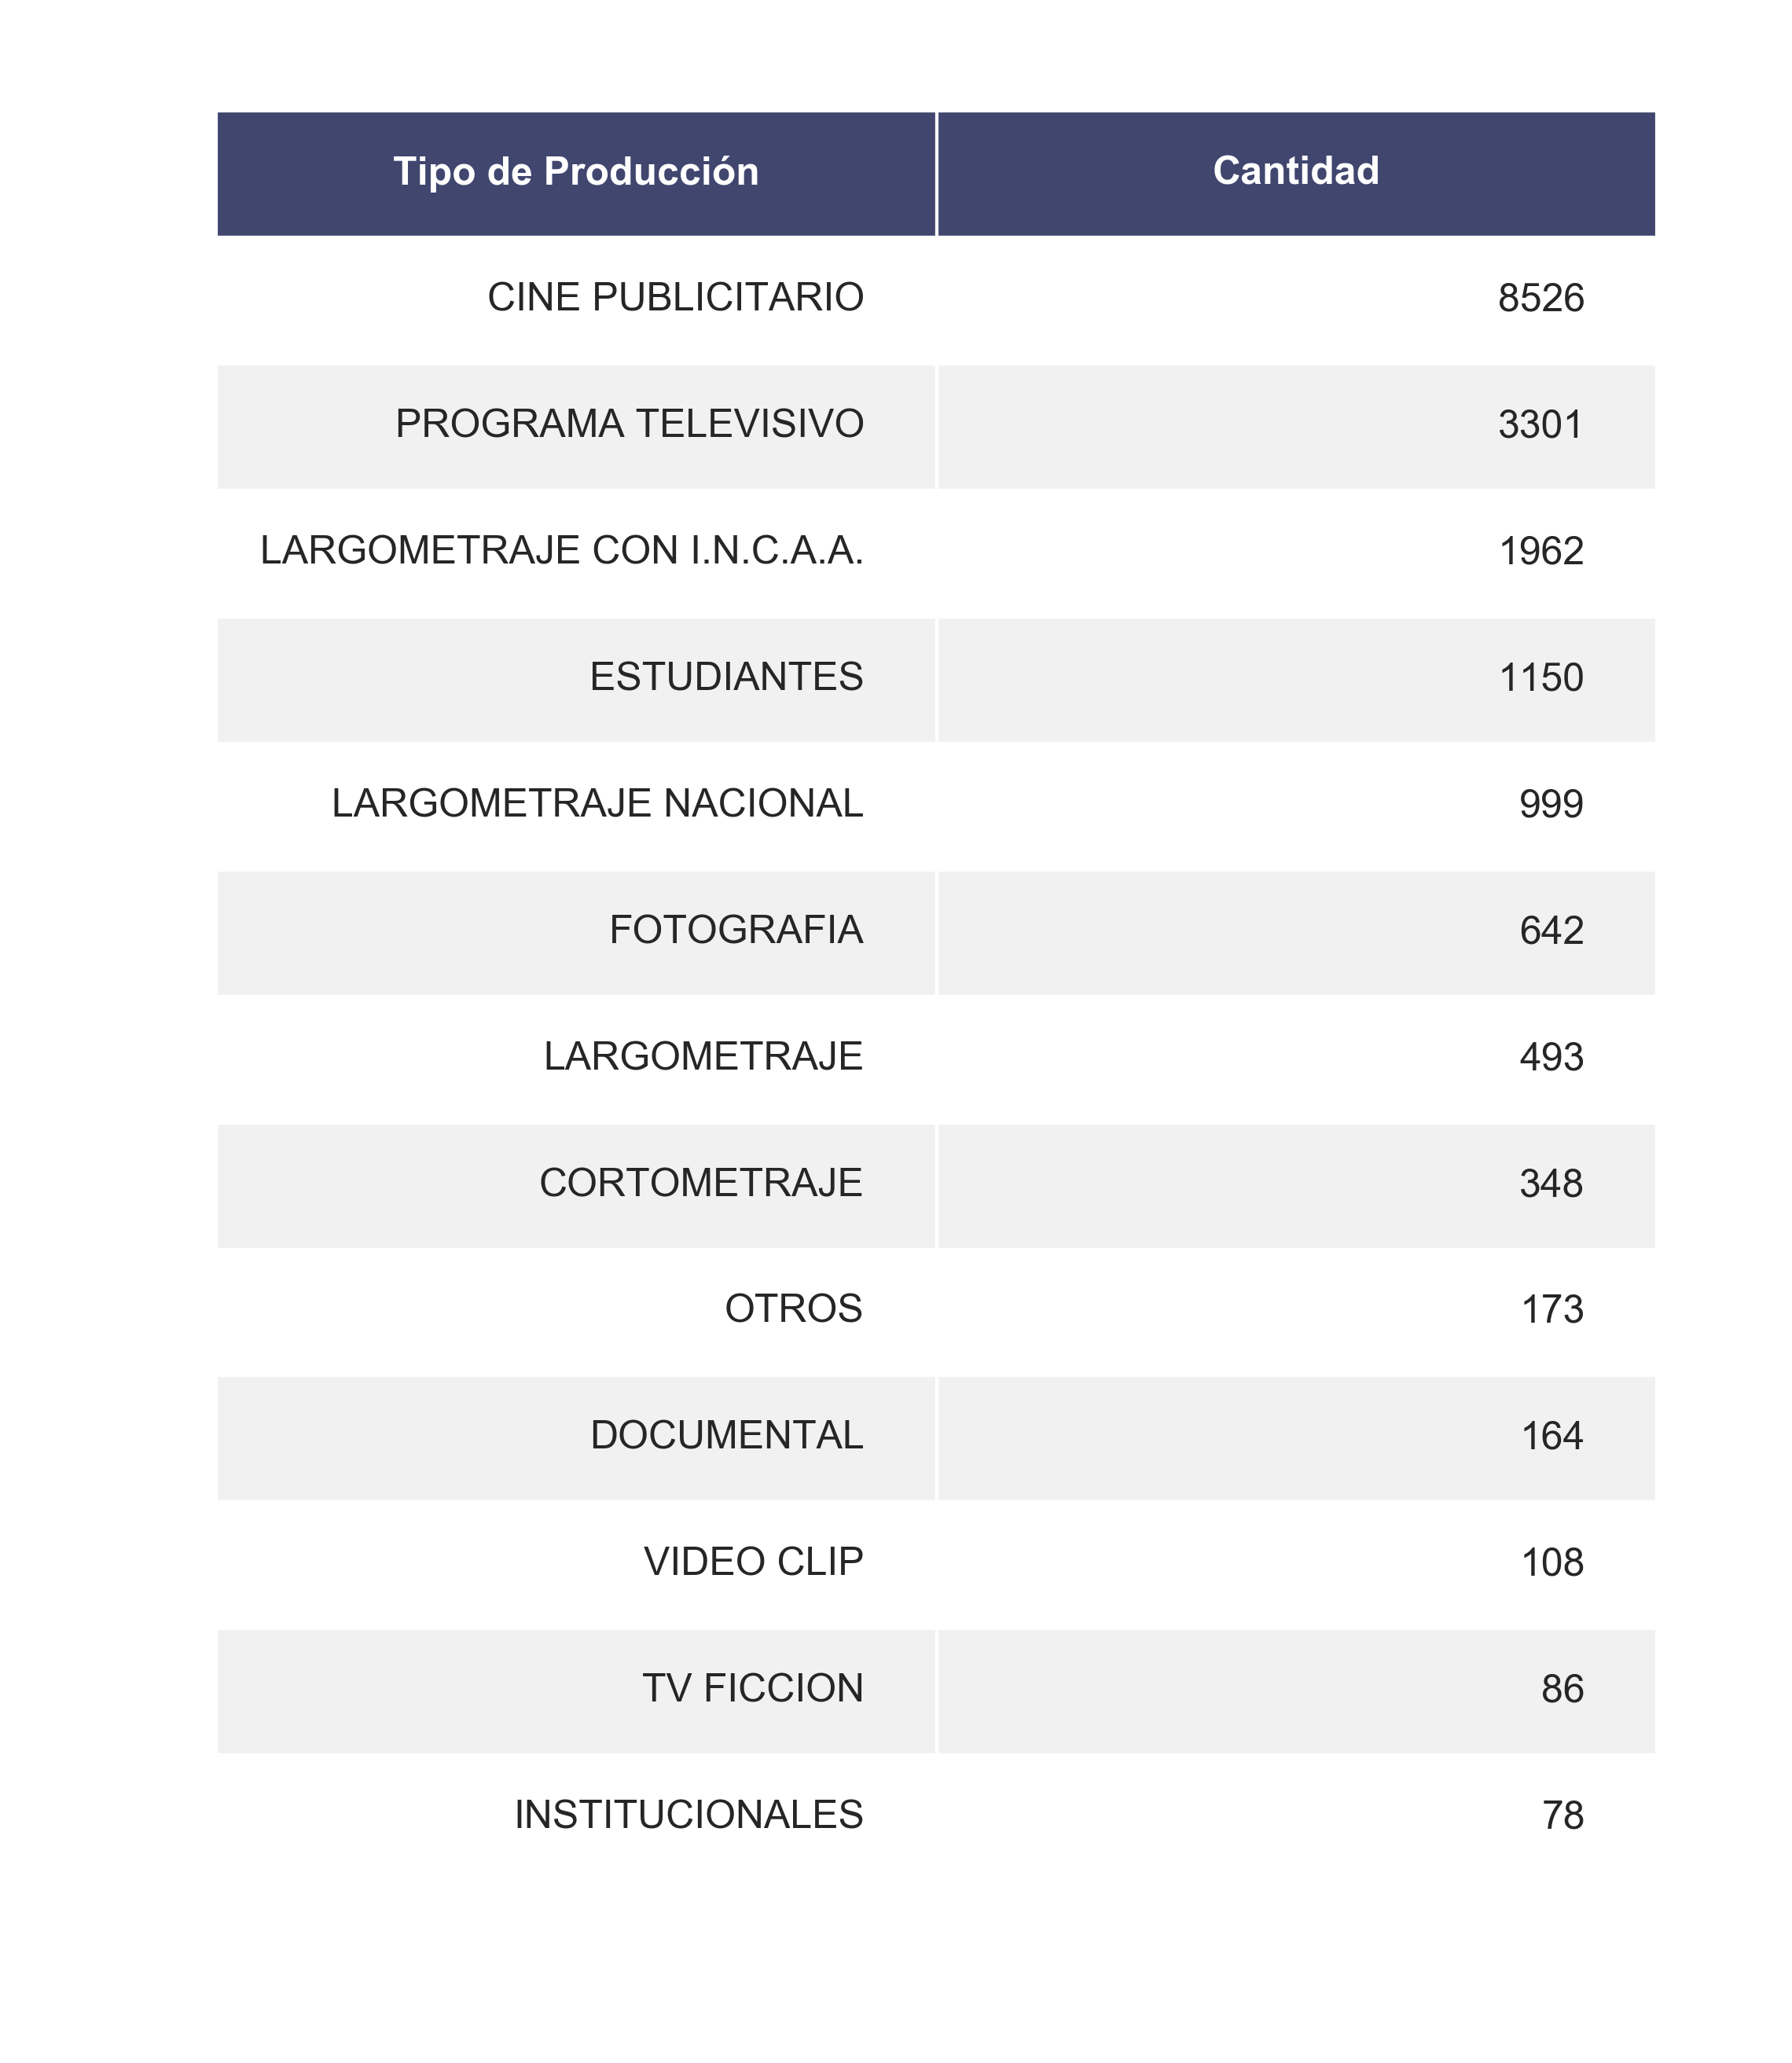 Tipo de Producción Cantidad
CINE PUBLICITARIO 8526
PROGRAMA TELEVISIVO 3301
LARGOMETRAJE CON I.N.C.A.A. 1962
ESTUDIANTES 1150
LARGOMETRAJE NACIONAL 999
FOTOGRAFIA 642
LARGOMETRAJE 493
CORTOMETRAJE 348
OTROS 173
DOCUMENTAL 164
VIDEO CLIP 108
TV FICCION 86
INSTITUCIONALES 78